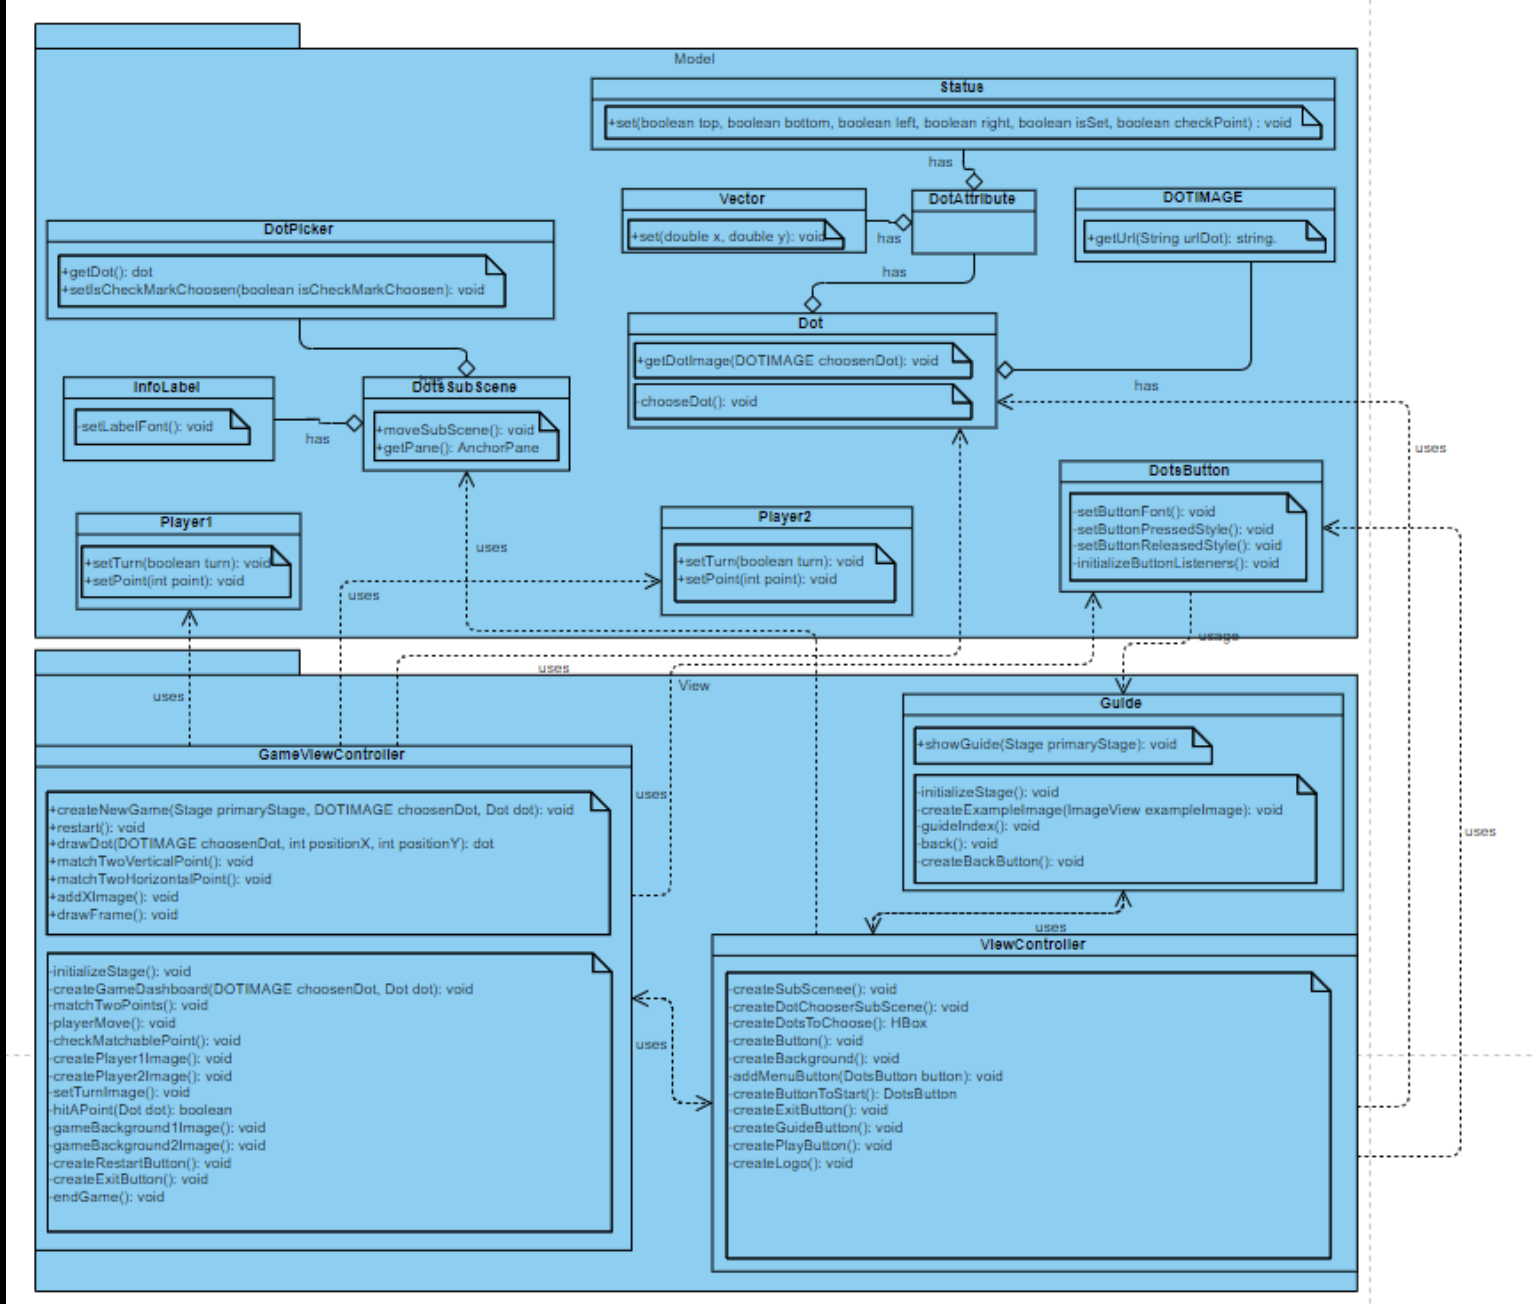 Model
Status
+set(boolean top, boolean bottom, boolean left, boolean right, boolean isSet, boolean checkPoint) : void
has
Vector
+set(double x, double y): void
has
DotAttribute
DOTIMAGE
+getUrl(String urlDot): string.
has
DotPicker
+getDot(): dot
+setIsCheckMarkChoosen(boolean isCheckMarkChoosen): void
Dot
+getDotImage(DOTIMAGE choosenDot): void
-chooseDot(): void
has
has
InfoLabel
-setLabelFont(): void
has
DotsSubScene
+moveSubScene(): void
+getPane(): AnchorPane
uses
DotsButton
-setButtonFont(): void
-setButtonPressedStyle(): void
-setButtonReleasedStyle(): void
-initializeButtonListeners(): void
Player1
+setTurn(boolean turn): void
+setPoint(int point): void
uses
uses
Player2
+setTurn(boolean turn): void
+setPoint(int point): void
usage
uses
uses
View
GameViewController
+createNewGame(Stage primaryStage, DOTIMAGE choosenDot, Dot dot): void
+restart(): void
+drawDot(DOTIMAGE choosenDot, int positionX, int positionY): dot
+matchTwoVerticalPoint(): void
+matchTwoHorizontalPoint(): void
+addXImage(): void
+drawFrame(): void
-initializeStage(): void
-createGameDashboard(DOTIMAGE choosenDot, Dot dot): void
-matchTwoPoints(): void
-playerMove(): void
-checkMatchablePoint(): void
-createPlayer1Image(): void
-createPlayer2Image(): void
-setTurnImage(): void
-hitAPoint(Dot dot): boolean
-gameBackground1Image(): void
-gameBackground2Image(): void
-createRestartButton(): void
-createExitButton(): void
-endGame(): void
uses
uses
Guide
+showGuide(Stage primaryStage): void
-initializeStage(): void
-createExampleImage(ImageView exampleImage): void
-guideIndex(): void
-back(): void
-createBackButton(): void
uses
uses
ViewController
-createSubScenee(): void
-createDotChooserSubScene(): void
-createDotsToChoose(): HBox
-createButton(): void
-createBackground(): void
-addMenuButton(DotsButton button): void
-createButtonToStart(): DotsButton
-createExitButton(): void
-createGuideButton(): void
-createPlayButton(): void
-createLogo(): void